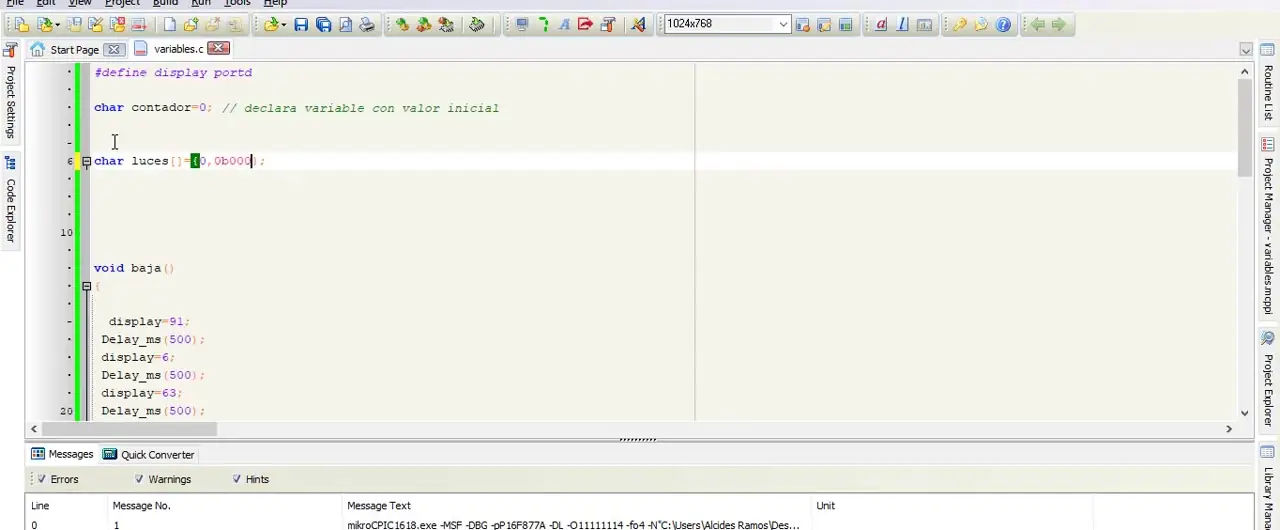 File Edit View Project Build Run Tools Help
1024x768
Start Page variables.c
Project Settings
Code Explorer
#define display portd
char contador=0; // declara variable con valor inicial
6 char luces[]={0,0b000};
10
void baja()
{
display=91;
Delay_ms(500);
display=6;
Delay_ms(500);
display=63;
20 Delay_ms(500);
Routine List
Project Manager - variables.mcppi
Project Explorer
Library Mana
Messages Quick Converter
Errors Warnings Hints
Line Message No. Message Text Unit
0 1 mikroCPIC1618.exe -MSF -DBG -pP16F877A -DL -O11111114 -fo4 -N"C:\Users\Alcides Ramos\Des...